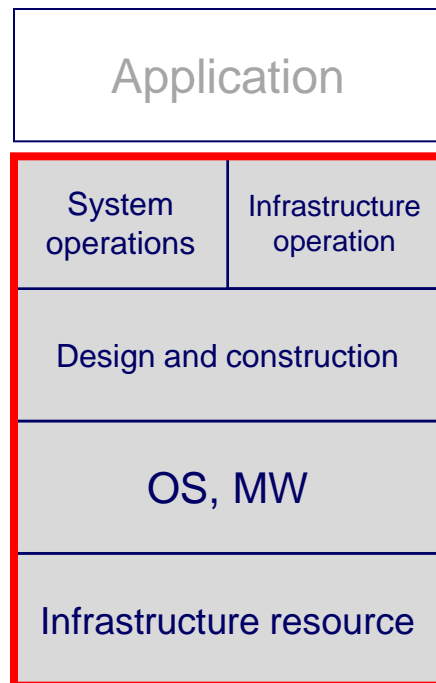 Application
System
operations
Infrastructure
operation
Design and construction
OS, MW
Infrastructure resource